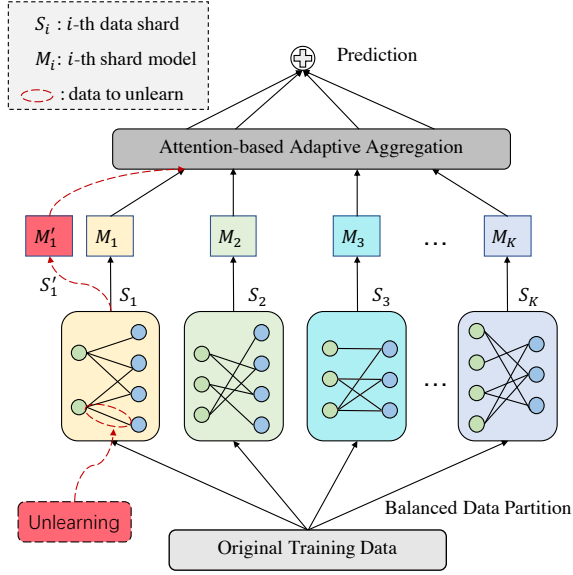 S_i: i-th data shard
M_i: i-th shard model
: data to unlearn
Prediction
Attention-based Adaptive Aggregation
M'_1 M_1 M_2 M_3 ... M_K
S'_1 S_1 S_2 S_3 S_K
...
Unlearning
Balanced Data Partition
Original Training Data